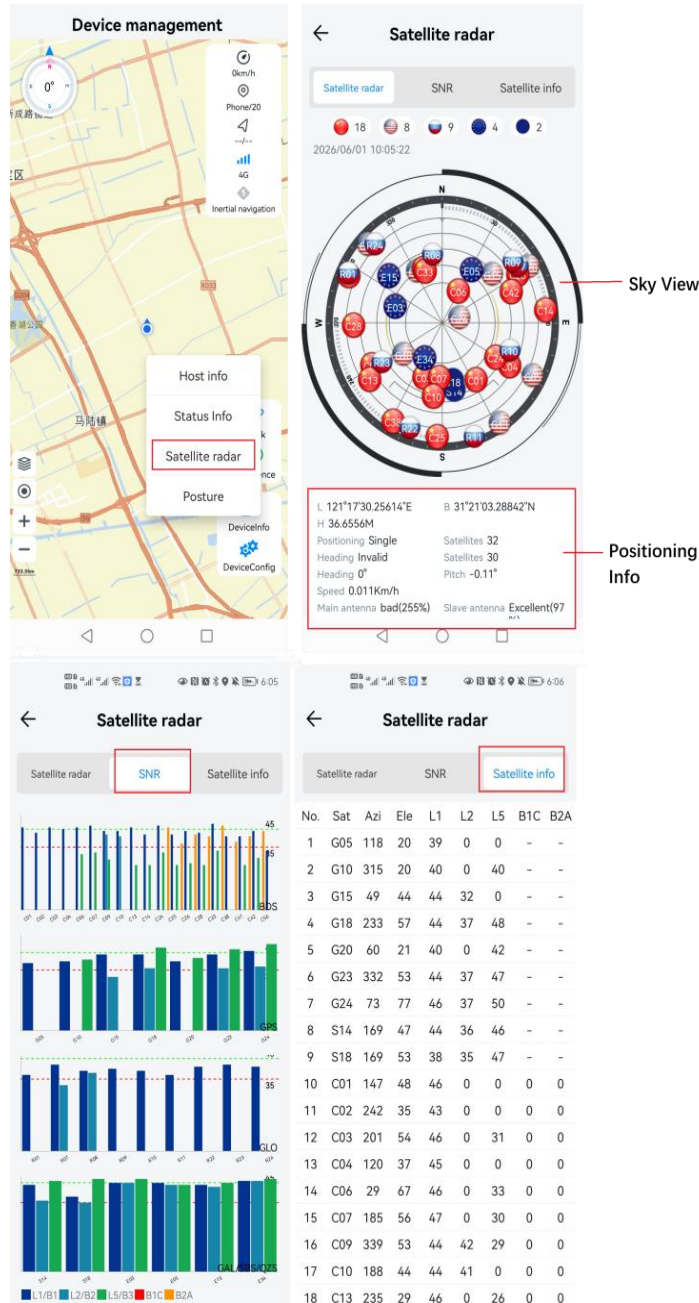 Device management
0°
0km/h
Phone/20
--/--
4G
Inertial navigation
马陆镇
Host info
Status Info
Satellite radar
Posture
DeviceInfo
DeviceConfig
Satellite radar
Satellite radar SNR Satellite info
18 8 9 4 2
2026/06/01 10:05:22
N
R24
R08
R09
R01
E15
C33
E05
C06
C42
C14
E03
C28
W
E34
R10
C24
C04
R23
C13
C07
18
C01
S14
C10
R22
C25
R11
S
Sky View
L 121°17'30.25614"E B 31°21'03.28842"N
H 36.6556M
Positioning Single Satellites 32
Heading Invalid Satellites 30
Heading 0° Pitch -0.11°
Speed 0.011Km/h
Main antenna bad(255%) Slave antenna Excellent(97
Positioning
Info
6:05
Satellite radar
Satellite radar SNR Satellite info
45
35
BDS
GPS
35
GLO
GAL/SBS/QZS
L1/B1 L2/B2 L5/B3 B1C B2A
6:06
Satellite radar
Satellite radar SNR Satellite info
No. Sat Azi Ele L1 L2 L5 B1C B2A
1 G05 118 20 39 0 0 - -
2 G10 315 20 40 0 40 - -
3 G15 49 44 44 32 0 - -
4 G18 233 57 44 37 48 - -
5 G20 60 21 40 0 42 - -
6 G23 332 53 44 37 47 - -
7 G24 73 77 46 37 50 - -
8 S14 169 47 44 36 46 - -
9 S18 169 53 38 35 47 - -
10 C01 147 48 46 0 0 0 0
11 C02 242 35 43 0 0 0 0
12 C03 201 54 46 0 31 0 0
13 C04 120 37 45 0 0 0 0
14 C06 29 67 46 0 33 0 0
15 C07 185 56 47 0 30 0 0
16 C09 339 53 44 42 29 0 0
17 C10 188 44 44 41 0 0 0
18 C13 235 29 46 0 26 0 0